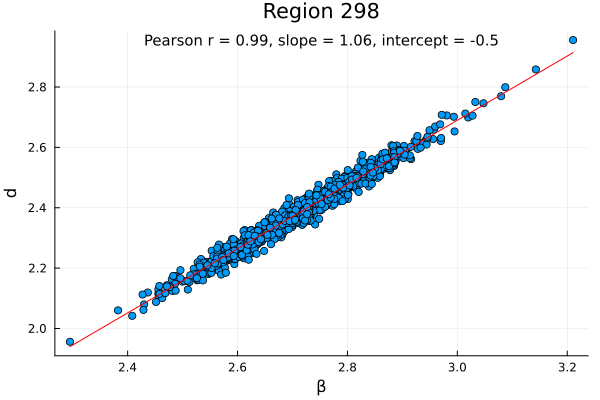 Region 298
Pearson r = 0.99, slope = 1.06, intercept = -0.5
d
2.8
2.6
2.4
2.2
2.0
2.4 2.6 2.8 3.0 3.2
β